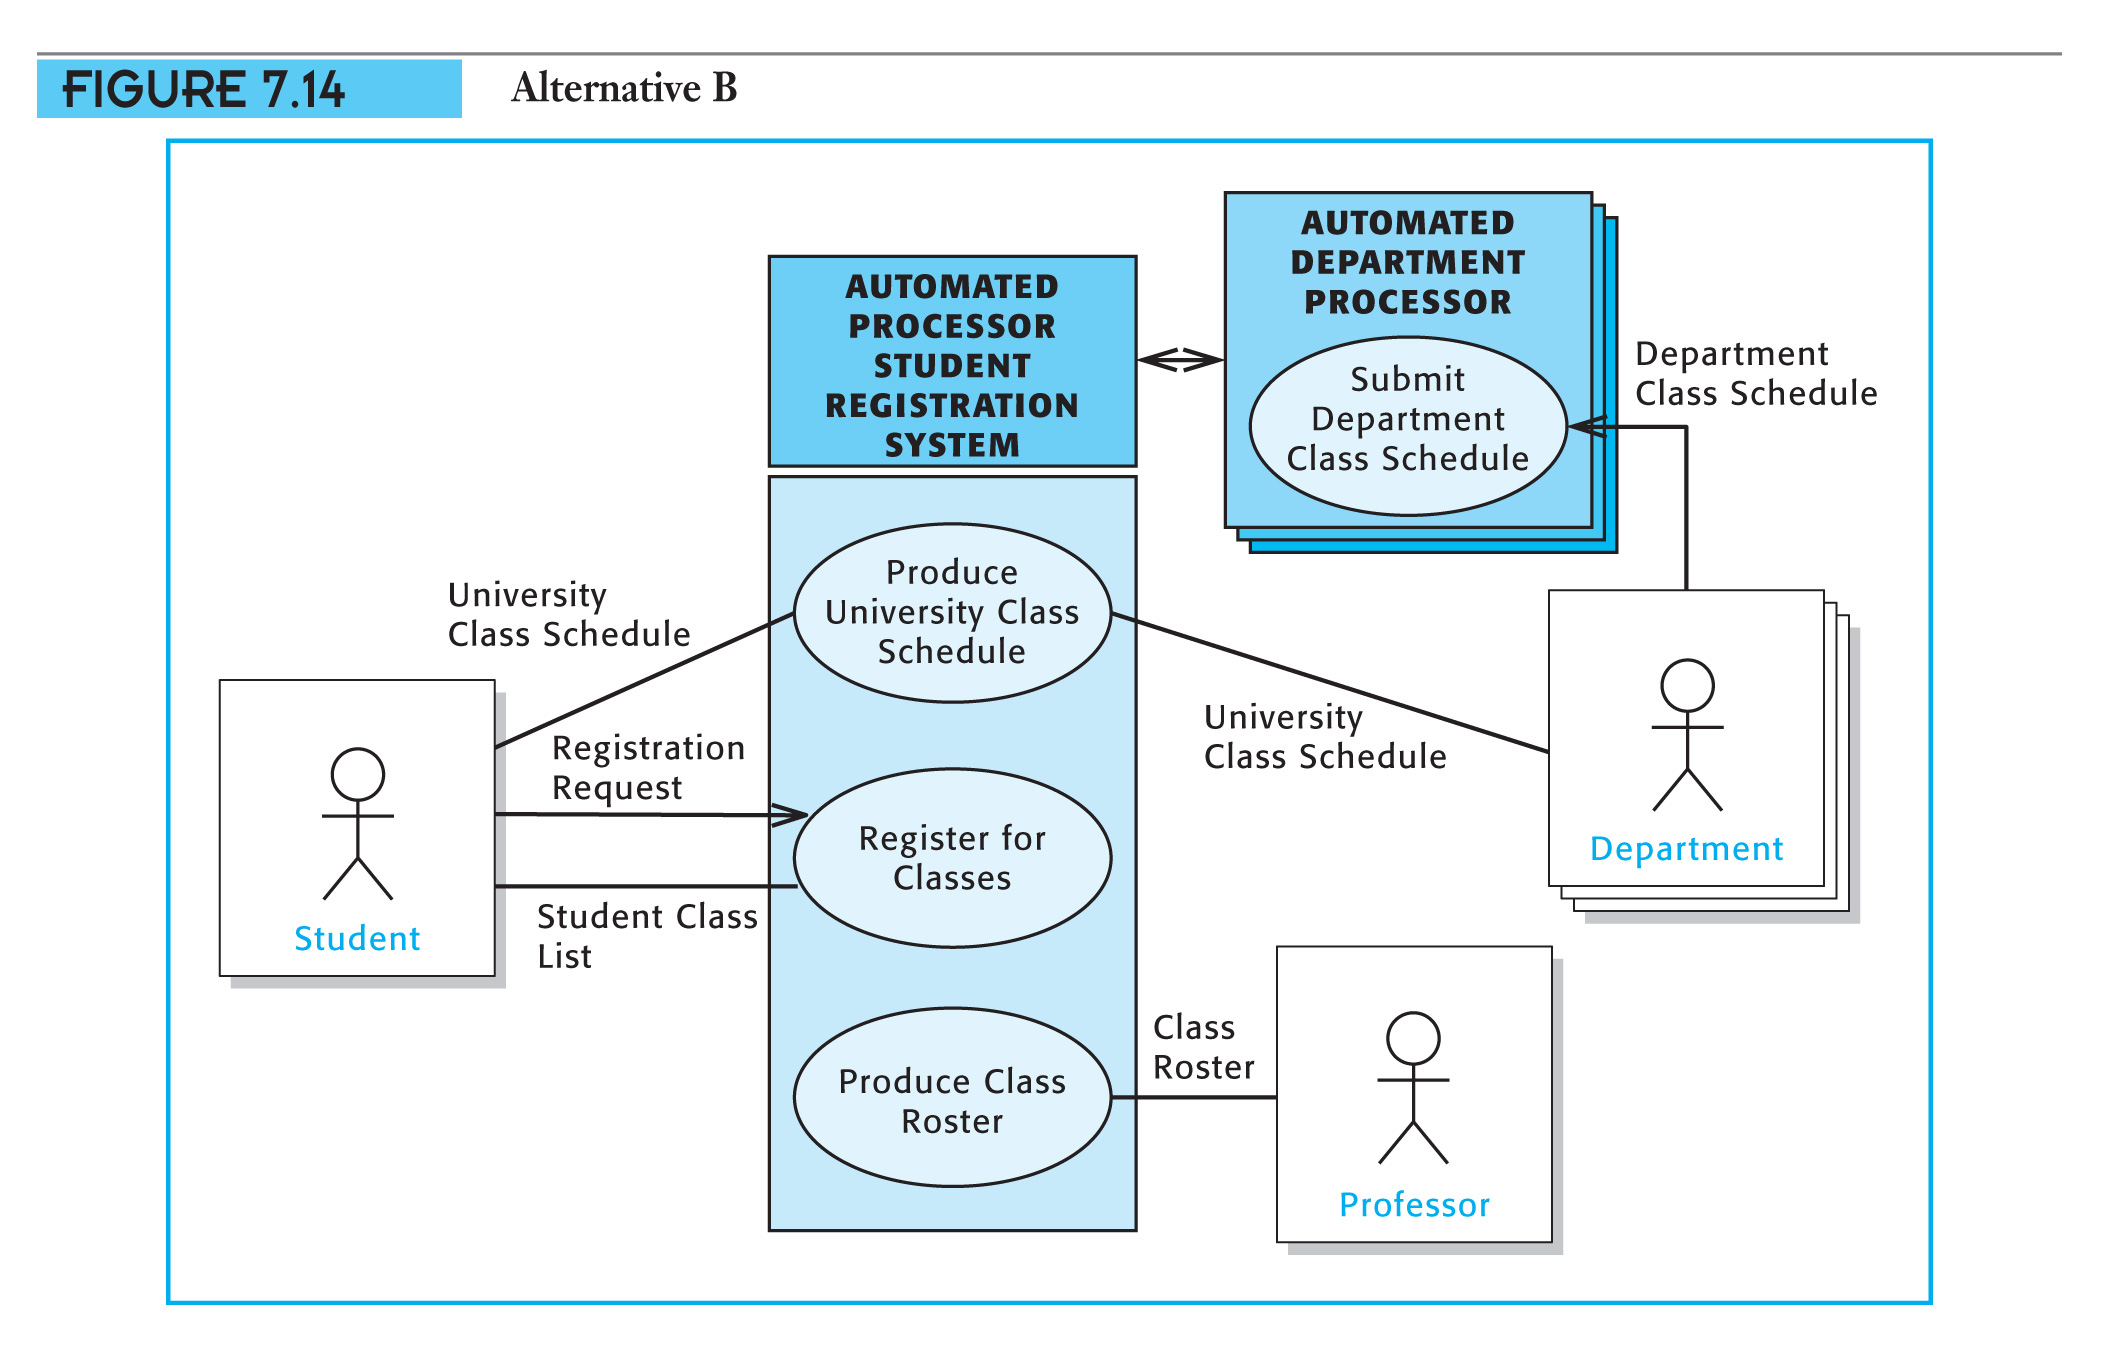 FIGURE 7.14
Alternative B
AUTOMATED
DEPARTMENT
PROCESSOR
Submit
Department
Class Schedule
Department
Class Schedule
AUTOMATED
PROCESSOR
STUDENT
REGISTRATION
SYSTEM
Produce
University Class
Schedule
University
Class Schedule
University
Class Schedule
Registration
Request
Register for
Classes
Student Class
List
Student
Department
Produce Class
Roster
Class
Roster
Professor